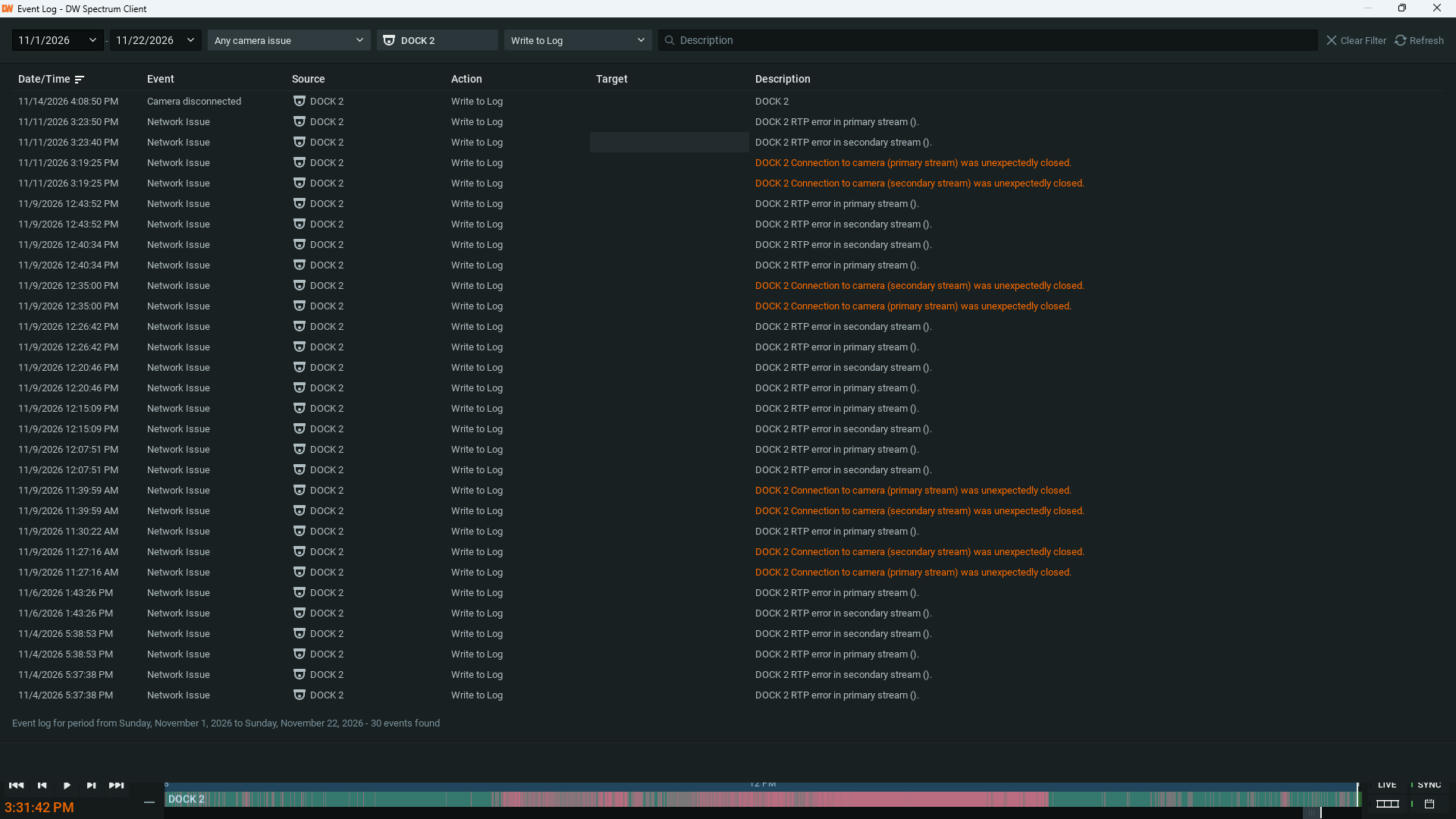 DW Event Log - DW Spectrum Client
11/1/2026 - 11/22/2026 Any camera issue DOCK 2 Write to Log Description Clear Filter Refresh
Date/Time Event Source Action Target Description
11/14/2026 4:08:50 PM Camera disconnected DOCK 2 Write to Log DOCK 2
11/11/2026 3:23:50 PM Network Issue DOCK 2 Write to Log DOCK 2 RTP error in primary stream ().
11/11/2026 3:23:40 PM Network Issue DOCK 2 Write to Log DOCK 2 RTP error in secondary stream ().
11/11/2026 3:19:25 PM Network Issue DOCK 2 Write to Log DOCK 2 Connection to camera (primary stream) was unexpectedly closed.
11/11/2026 3:19:25 PM Network Issue DOCK 2 Write to Log DOCK 2 Connection to camera (secondary stream) was unexpectedly closed.
11/9/2026 12:43:52 PM Network Issue DOCK 2 Write to Log DOCK 2 RTP error in primary stream ().
11/9/2026 12:43:52 PM Network Issue DOCK 2 Write to Log DOCK 2 RTP error in secondary stream ().
11/9/2026 12:40:34 PM Network Issue DOCK 2 Write to Log DOCK 2 RTP error in secondary stream ().
11/9/2026 12:40:34 PM Network Issue DOCK 2 Write to Log DOCK 2 RTP error in primary stream ().
11/9/2026 12:35:00 PM Network Issue DOCK 2 Write to Log DOCK 2 Connection to camera (secondary stream) was unexpectedly closed.
11/9/2026 12:35:00 PM Network Issue DOCK 2 Write to Log DOCK 2 Connection to camera (primary stream) was unexpectedly closed.
11/9/2026 12:26:42 PM Network Issue DOCK 2 Write to Log DOCK 2 RTP error in secondary stream ().
11/9/2026 12:26:42 PM Network Issue DOCK 2 Write to Log DOCK 2 RTP error in primary stream ().
11/9/2026 12:20:46 PM Network Issue DOCK 2 Write to Log DOCK 2 RTP error in secondary stream ().
11/9/2026 12:20:46 PM Network Issue DOCK 2 Write to Log DOCK 2 RTP error in primary stream ().
11/9/2026 12:15:09 PM Network Issue DOCK 2 Write to Log DOCK 2 RTP error in primary stream ().
11/9/2026 12:15:09 PM Network Issue DOCK 2 Write to Log DOCK 2 RTP error in secondary stream ().
11/9/2026 12:07:51 PM Network Issue DOCK 2 Write to Log DOCK 2 RTP error in primary stream ().
11/9/2026 12:07:51 PM Network Issue DOCK 2 Write to Log DOCK 2 RTP error in secondary stream ().
11/9/2026 11:39:59 AM Network Issue DOCK 2 Write to Log DOCK 2 Connection to camera (primary stream) was unexpectedly closed.
11/9/2026 11:39:59 AM Network Issue DOCK 2 Write to Log DOCK 2 Connection to camera (secondary stream) was unexpectedly closed.
11/9/2026 11:30:22 AM Network Issue DOCK 2 Write to Log DOCK 2 RTP error in primary stream ().
11/9/2026 11:27:16 AM Network Issue DOCK 2 Write to Log DOCK 2 Connection to camera (secondary stream) was unexpectedly closed.
11/9/2026 11:27:16 AM Network Issue DOCK 2 Write to Log DOCK 2 Connection to camera (primary stream) was unexpectedly closed.
11/6/2026 1:43:26 PM Network Issue DOCK 2 Write to Log DOCK 2 RTP error in primary stream ().
11/6/2026 1:43:26 PM Network Issue DOCK 2 Write to Log DOCK 2 RTP error in secondary stream ().
11/4/2026 5:38:53 PM Network Issue DOCK 2 Write to Log DOCK 2 RTP error in secondary stream ().
11/4/2026 5:38:53 PM Network Issue DOCK 2 Write to Log DOCK 2 RTP error in primary stream ().
11/4/2026 5:37:38 PM Network Issue DOCK 2 Write to Log DOCK 2 RTP error in secondary stream ().
11/4/2026 5:37:38 PM Network Issue DOCK 2 Write to Log DOCK 2 RTP error in primary stream ().
Event log for period from Sunday, November 1, 2026 to Sunday, November 22, 2026 - 30 events found
12 PM LIVE SYNC
DOCK 2
3:31:42 PM